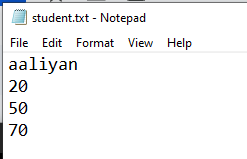 student.txt - Notepad
File Edit Format View Help
aaliyan
20
50
70